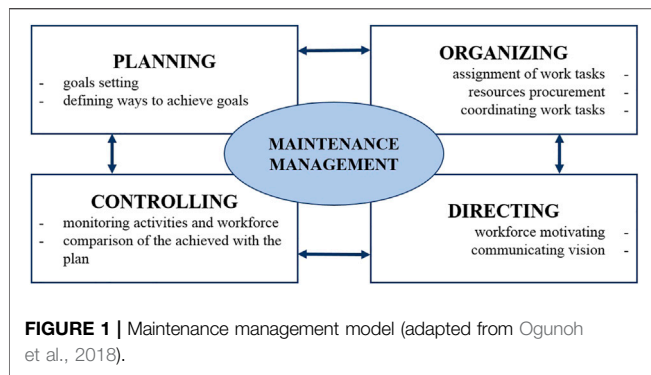 PLANNING
- goals setting
- defining ways to achieve goals
ORGANIZING
assignment of work tasks -
resources procurement -
coordinating work tasks -
MAINTENANCE
MANAGEMENT
CONTROLLING
- monitoring activities and workforce
- comparison of the achieved with the
plan
DIRECTING
workforce motivating -
communicating vision -
FIGURE 1 | Maintenance management model (adapted from Ogunoh
et al., 2018).